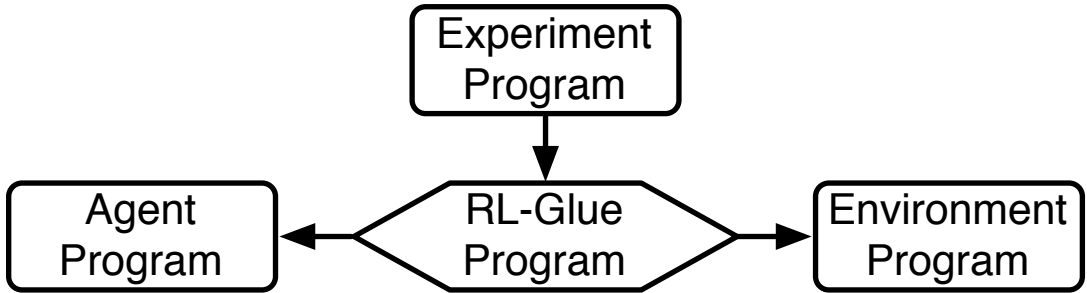 Experiment
Program
Agent
Program
RL-Glue
Program
Environment
Program